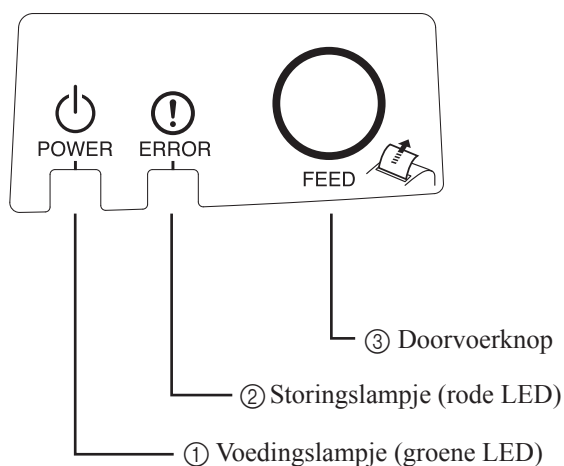 POWER ERROR
FEED
③ Doorvoerknop
② Storingslampje (rode LED)
① Voedingslampje (groene LED)